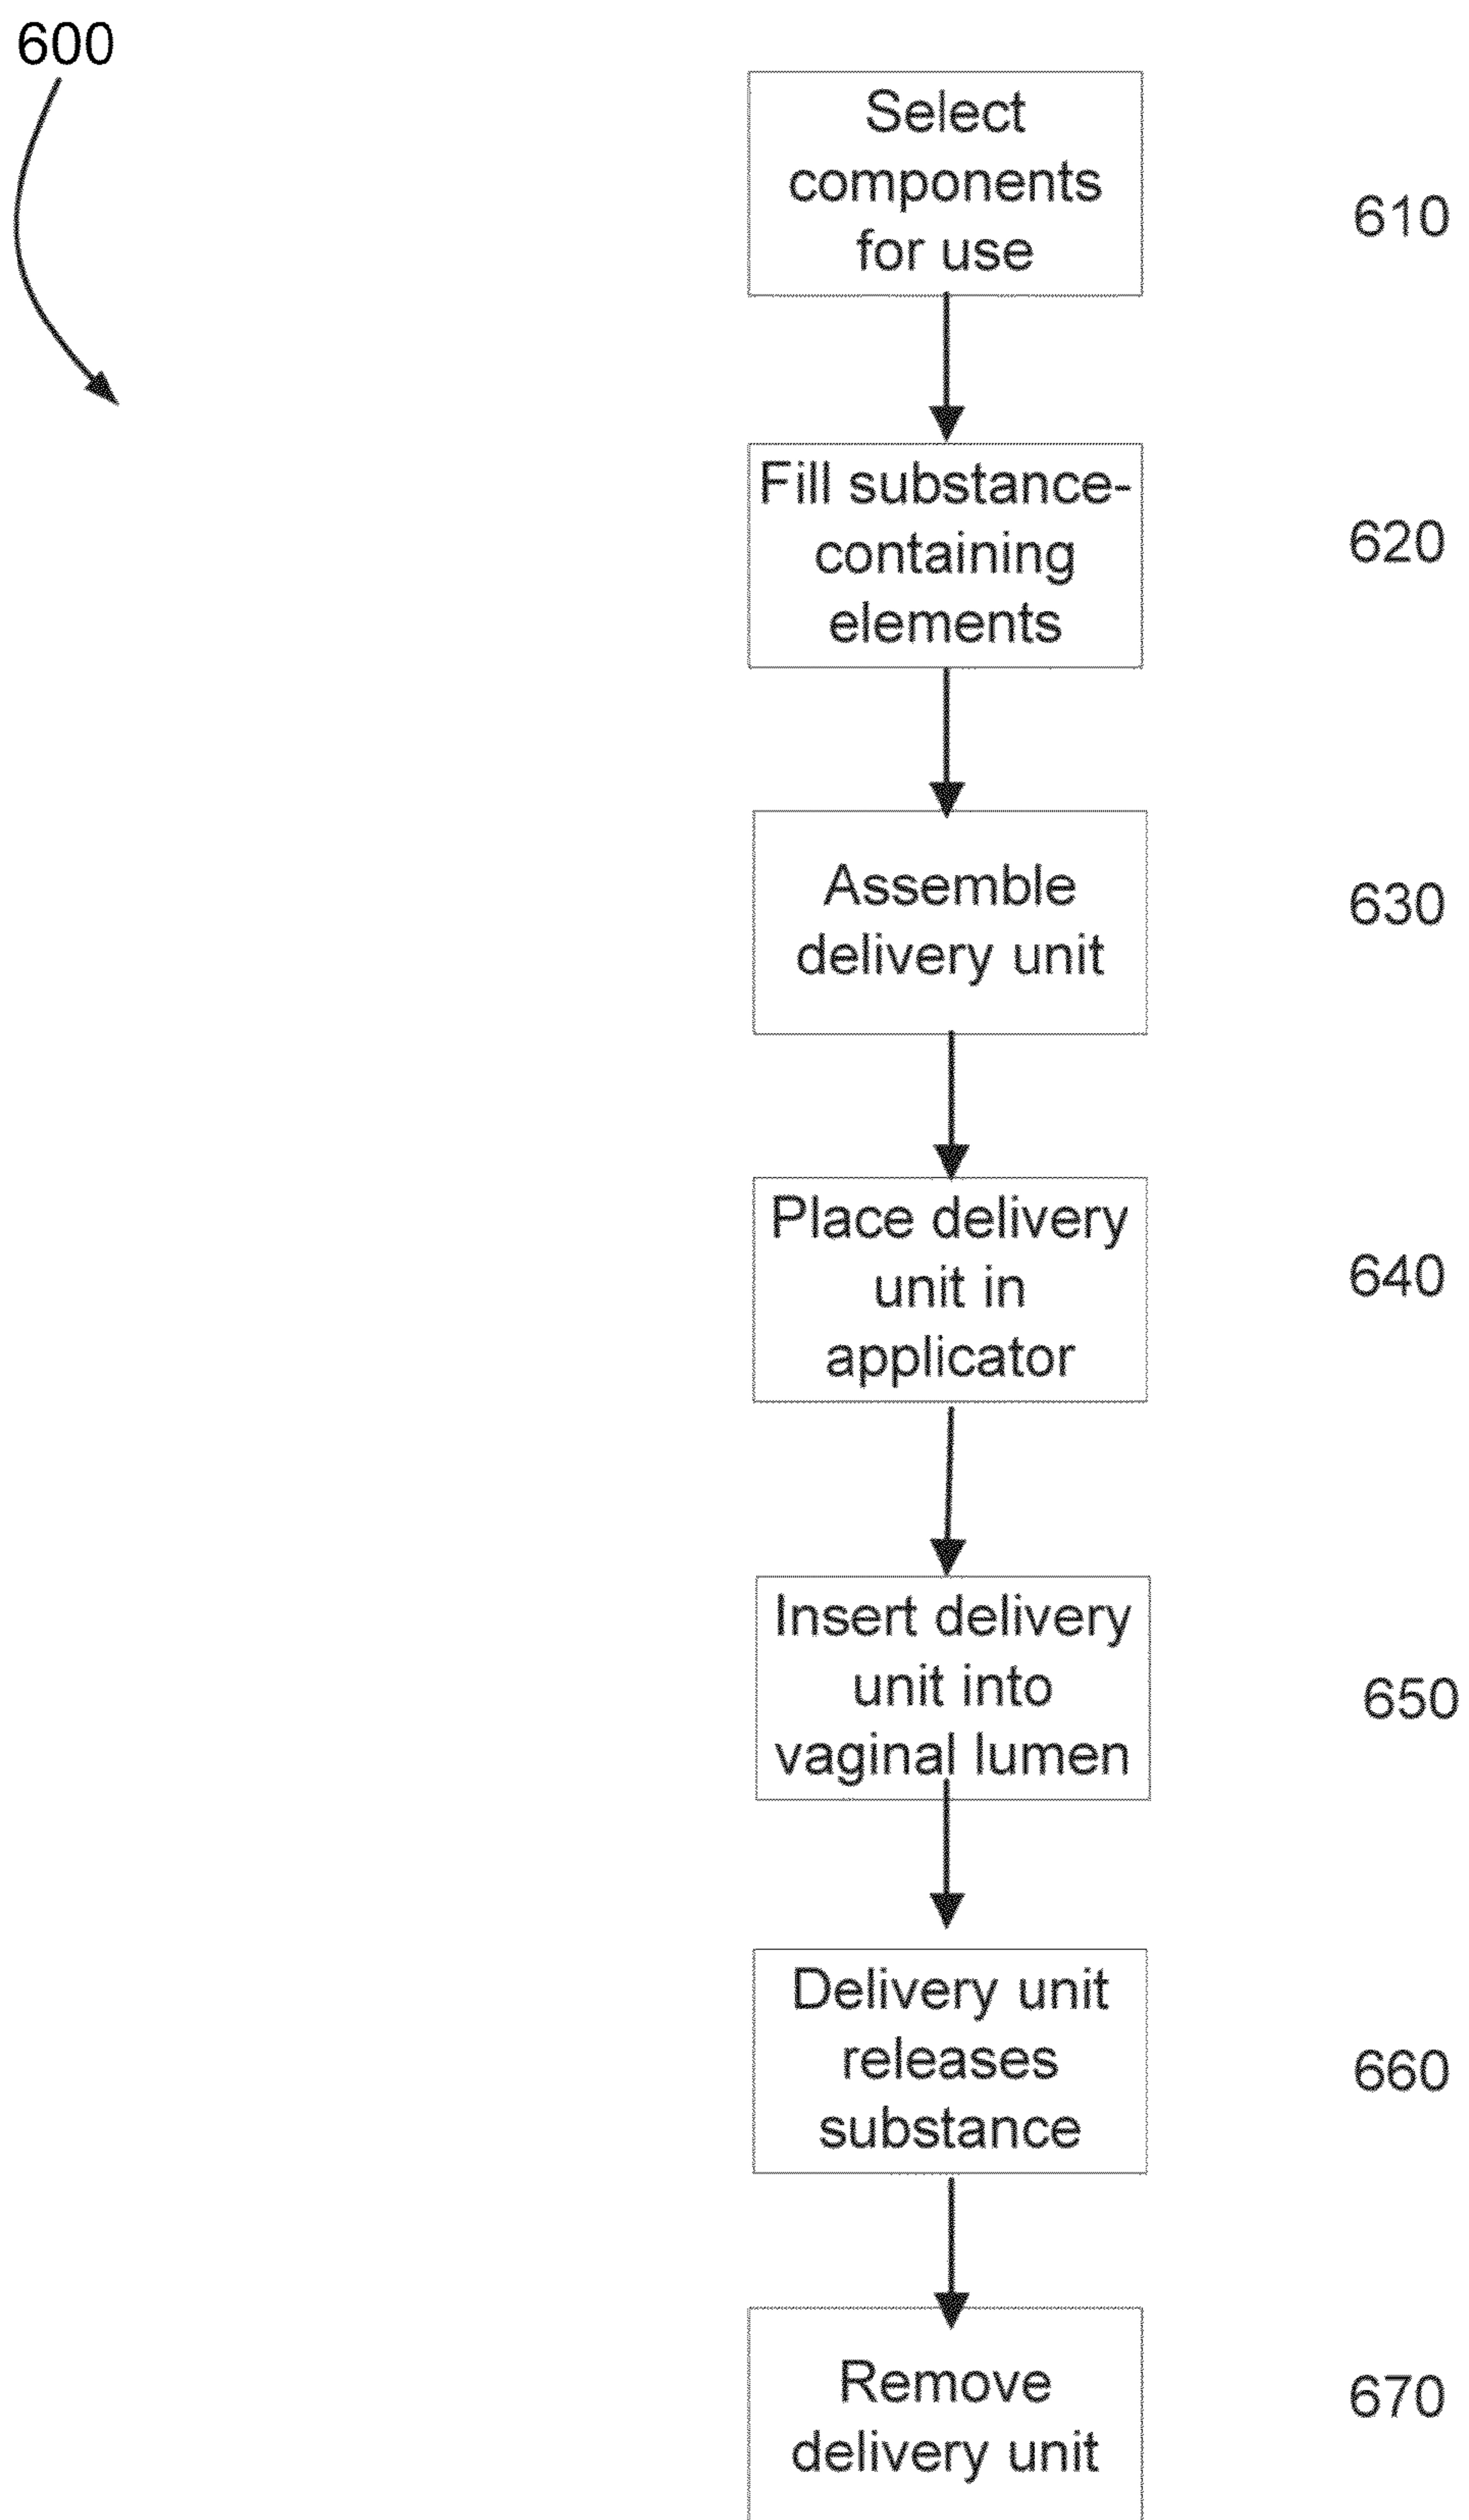 600
Select
components
for use
610
Fill substance-
containing
elements
620
Assemble
delivery unit
630
Place delivery
unit in
applicator
640
Insert delivery
unit into
vaginal lumen
650
Delivery unit
releases
substance
660
Remove
delivery unit
670